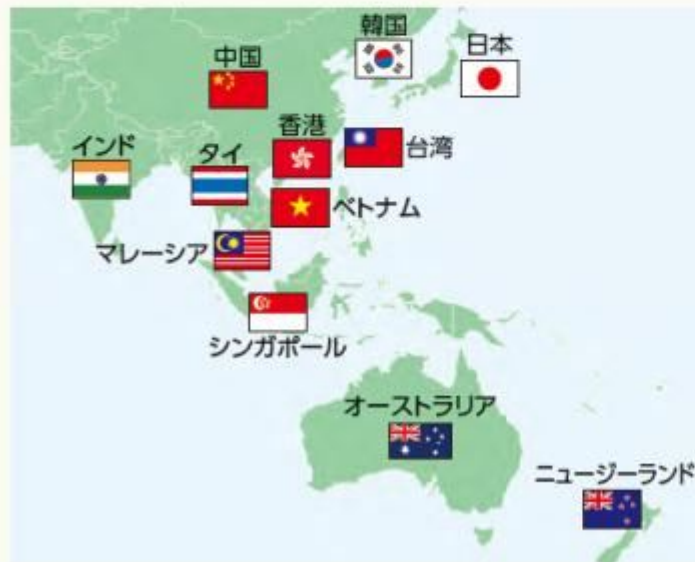 韓国
日本
中国
香港
台湾
インド
タイ
ベトナム
マレーシア
シンガポール
オーストラリア
ニュージーランド